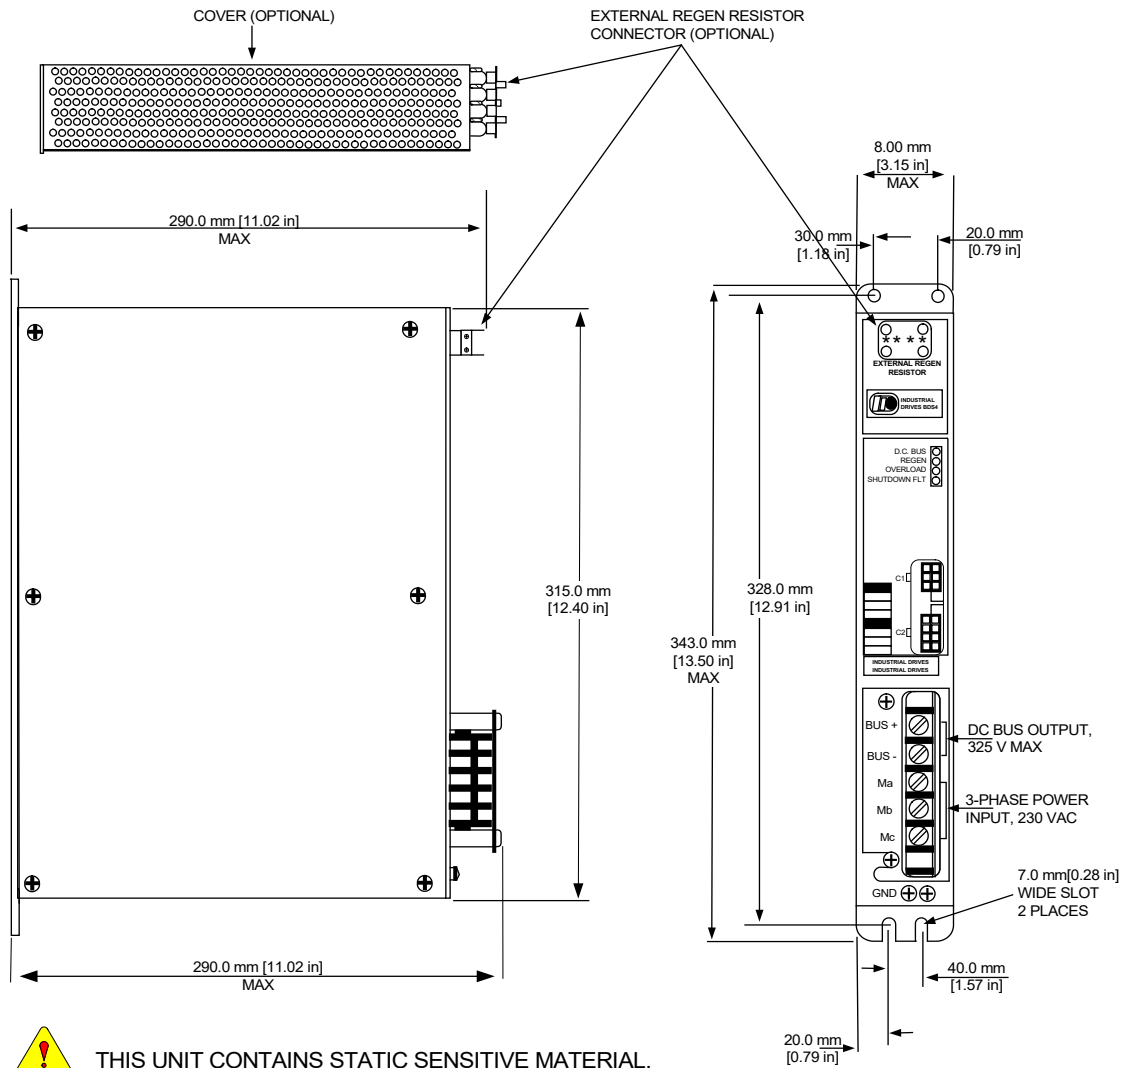 COVER (OPTIONAL)
EXTERNAL REGEN RESISTOR
CONNECTOR (OPTIONAL)
8.00 mm
[3.15 in]
MAX
290.0 mm [11.02 in]
MAX
30.0 mm
[1.18 in]
20.0 mm
[0.79 in]
** * *
EXTERNAL REGEN
RESISTOR
INDUSTRIAL
DRIVES BDS4
D.C. BUS
REGEN
OVERLOAD
SHUTDOWN FLT
C1
315.0 mm
[12.40 in]
328.0 mm
[12.91 in]
C2
343.0 mm
[13.50 in]
MAX
INDUSTRIAL DRIVES
INDUSTRIAL DRIVES
BUS +
DC BUS OUTPUT,
325 V MAX
BUS -
Ma
Mb
Mc
3-PHASE POWER
INPUT, 230 VAC
7.0 mm[0.28 in]
WIDE SLOT
2 PLACES
GND
290.0 mm [11.02 in]
MAX
40.0 mm
[1.57 in]
20.0 mm
[0.79 in]
THIS UNIT CONTAINS STATIC SENSITIVE MATERIAL.